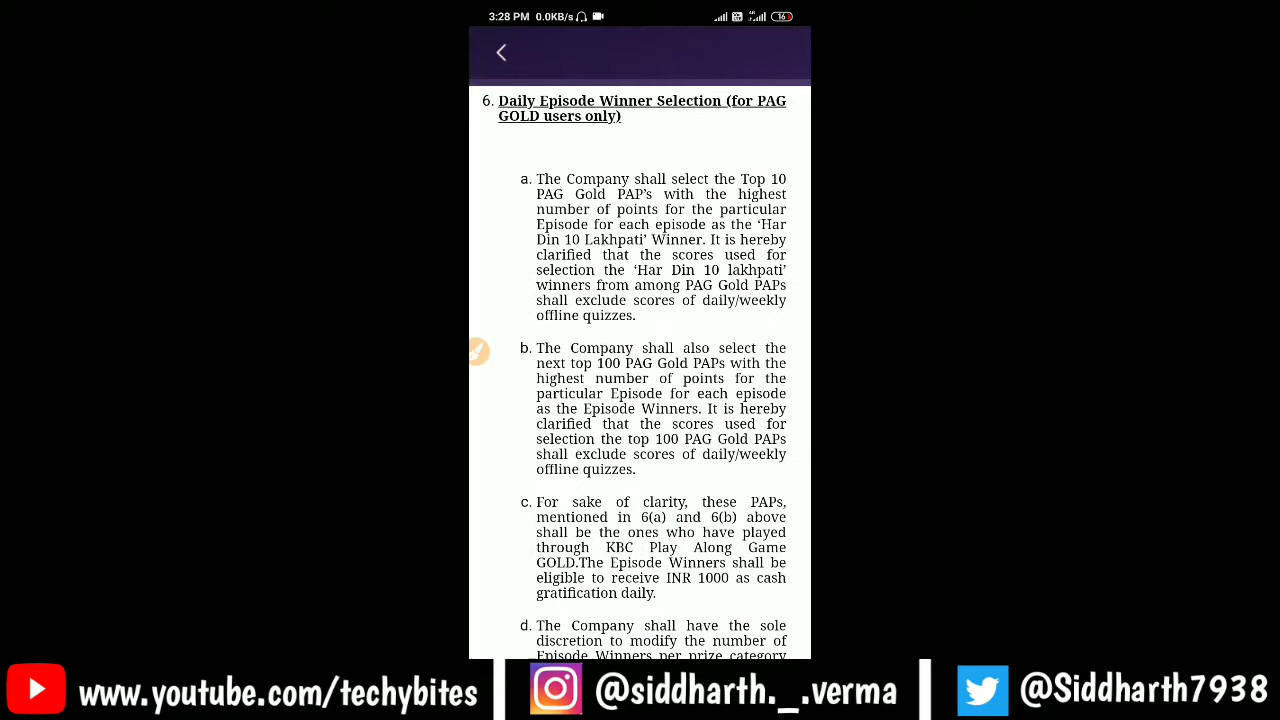 3:28 PM 0.0KB/s
16
6. Daily Episode Winner Selection (for PAG
GOLD users only)
a. The Company shall select the Top 10
PAG Gold PAP's with the highest
number of points for the particular
Episode for each episode as the ‘Har
Din 10 Lakhpati’ Winner. It is hereby
clarified that the scores used for
selection the ‘Har Din 10 lakhpati’
winners from among PAG Gold PAPs
shall exclude scores of daily/weekly
offline quizzes.
b. The Company shall also select the
next top 100 PAG Gold PAPs with the
highest number of points for the
particular Episode for each episode
as the Episode Winners. It is hereby
clarified that the scores used for
selection the top 100 PAG Gold PAPs
shall exclude scores of daily/weekly
offline quizzes.
c. For sake of clarity, these PAPs,
mentioned in 6(a) and 6(b) above
shall be the ones who have played
through KBC Play Along Game
GOLD.The Episode Winners shall be
eligible to receive INR 1000 as cash
gratification daily.
d. The Company shall have the sole
discretion to modify the number of
Episode Winners per prize category
www.youtube.com/techybites
@siddharth._.verma
@Siddharth7938